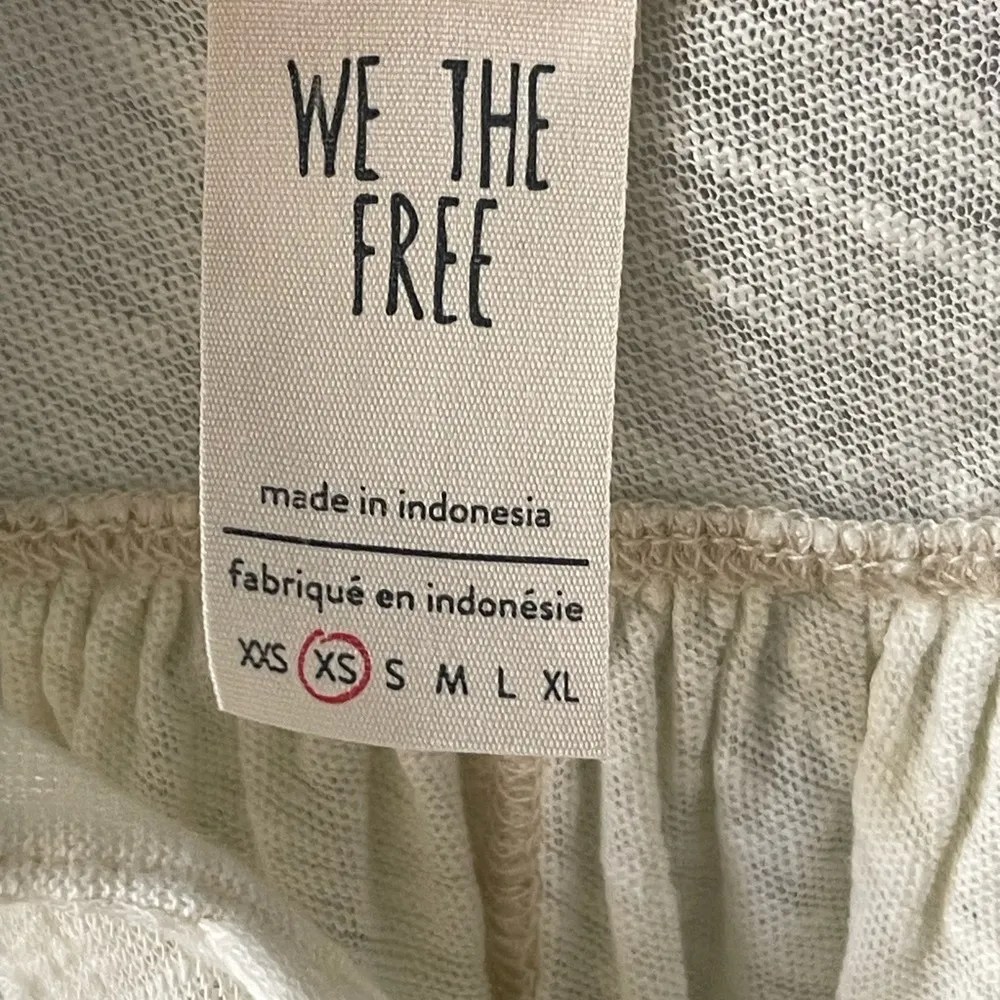 WE THE
FREE
made in indonesia
fabriqué en indonésie
XXS XS S M L XL